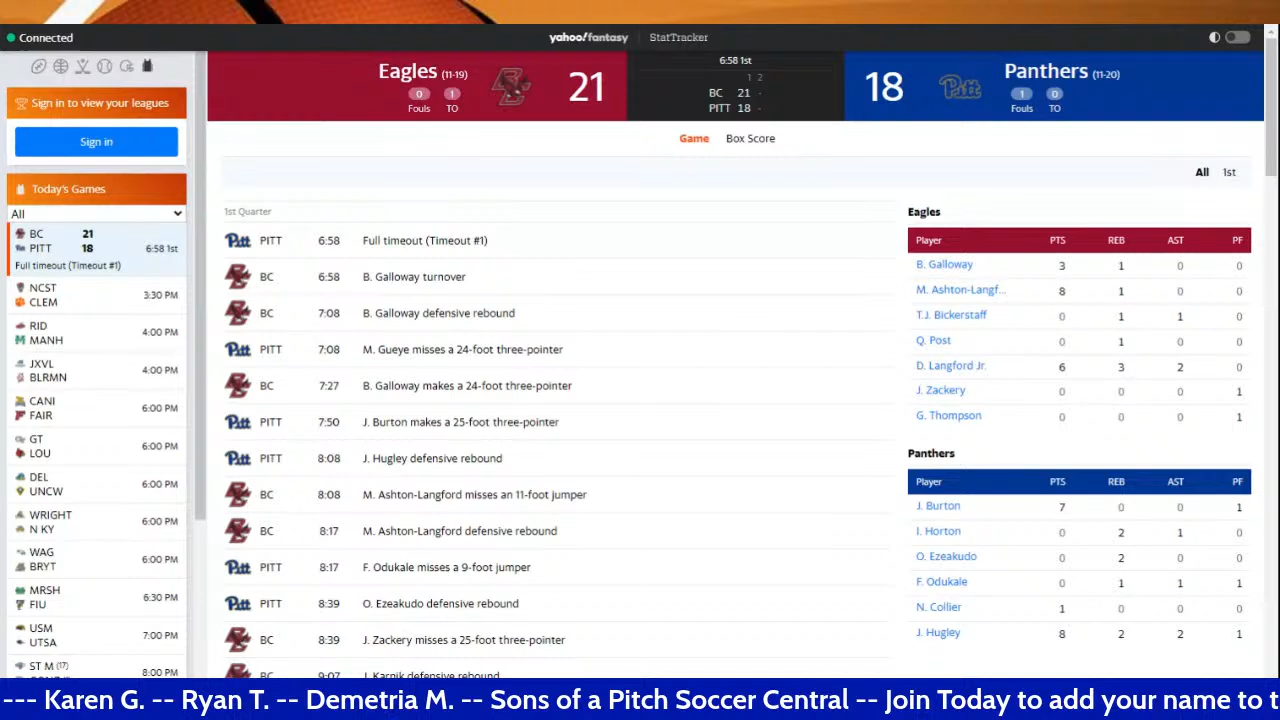 Connected
yahoo!fantasy StatTracker
Sign in to view your leagues
Sign in
Today's Games
All
BC 21
PITT 18 6:58 1st
Full timeout (Timeout #1)
NCST
CLEM 3:30 PM
RID
MANH 4:00 PM
JXVL
BLRMN 4:00 PM
CANI
FAIR 6:00 PM
GT
LOU 6:00 PM
DEL
UNCW 6:00 PM
WRIGHT
N KY 6:00 PM
WAG
BRYT 6:00 PM
MRSH
FIU 6:30 PM
USM
UTSA 7:00 PM
ST M (17)
8:00 PM
Eagles (11-19)
0 1
Fouls TO
21
6:58 1st
1 2
BC 21 -
PITT 18 -
18
Pitt
Panthers (11-20)
1 0
Fouls TO
Game Box Score
All 1st
1st Quarter
Pitt PITT 6:58 Full timeout (Timeout #1)
BC 6:58 B. Galloway turnover
BC 7:08 B. Galloway defensive rebound
Pitt PITT 7:08 M. Gueye misses a 24-foot three-pointer
BC 7:27 B. Galloway makes a 24-foot three-pointer
Pitt PITT 7:50 J. Burton makes a 25-foot three-pointer
Pitt PITT 8:08 J. Hugley defensive rebound
BC 8:08 M. Ashton-Langford misses an 11-foot jumper
BC 8:17 M. Ashton-Langford defensive rebound
Pitt PITT 8:17 F. Odukale misses a 9-foot jumper
Pitt PITT 8:39 O. Ezeakudo defensive rebound
BC 8:39 J. Zackery misses a 25-foot three-pointer
BC 9:07 J. Karnik defensive rebound
Eagles
Player PTS REB AST PF
B. Galloway 3 1 0 0
M. Ashton-Langf... 8 1 0 0
T.J. Bickerstaff 0 1 1 0
Q. Post 0 1 0 0
D. Langford Jr. 6 3 2 0
J. Zackery 0 0 0 1
G. Thompson 0 0 0 1
Panthers
Player PTS REB AST PF
J. Burton 7 0 0 1
I. Horton 0 2 1 0
O. Ezeakudo 0 2 0 0
F. Odukale 0 1 1 1
N. Collier 1 0 0 0
J. Hugley 8 2 2 1
--- Karen G. -- Ryan T. -- Demetria M. -- Sons of a Pitch Soccer Central -- Join Today to add your name to t